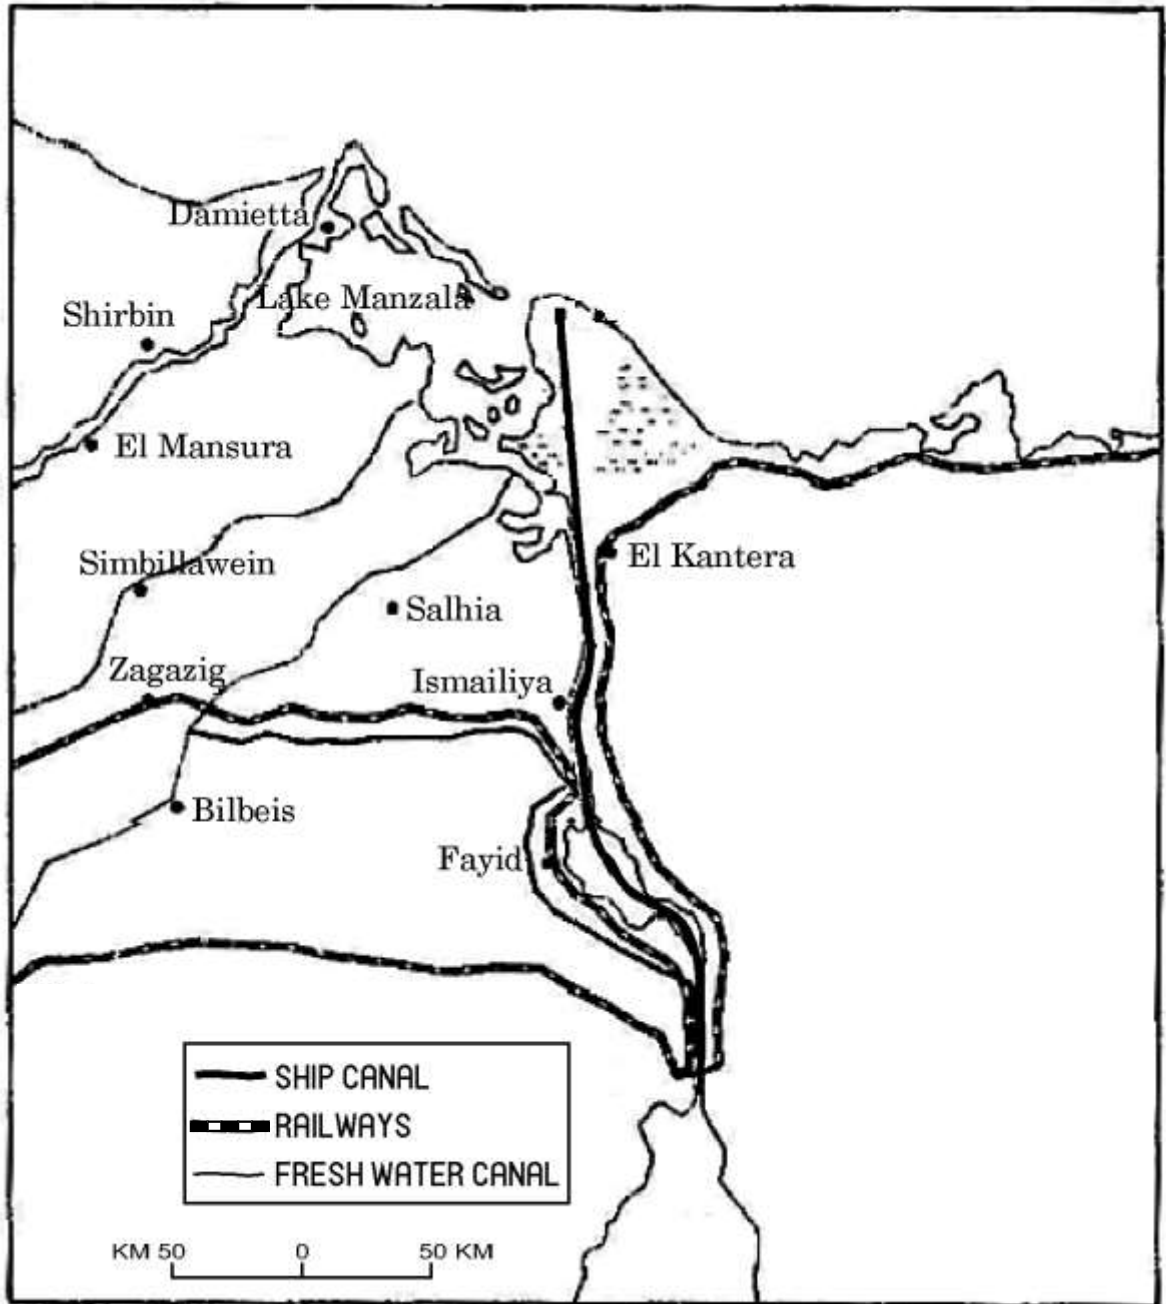 Damietta
Lake Manzala
Shirbin
El Mansura
El Kantera
Simbillawein
Salhia
Zagazig
Ismailiya
Bilbeis
Fayid
SHIP CANAL
RAILWAYS
FRESH WATER CANAL
KM 50 0 50 KM